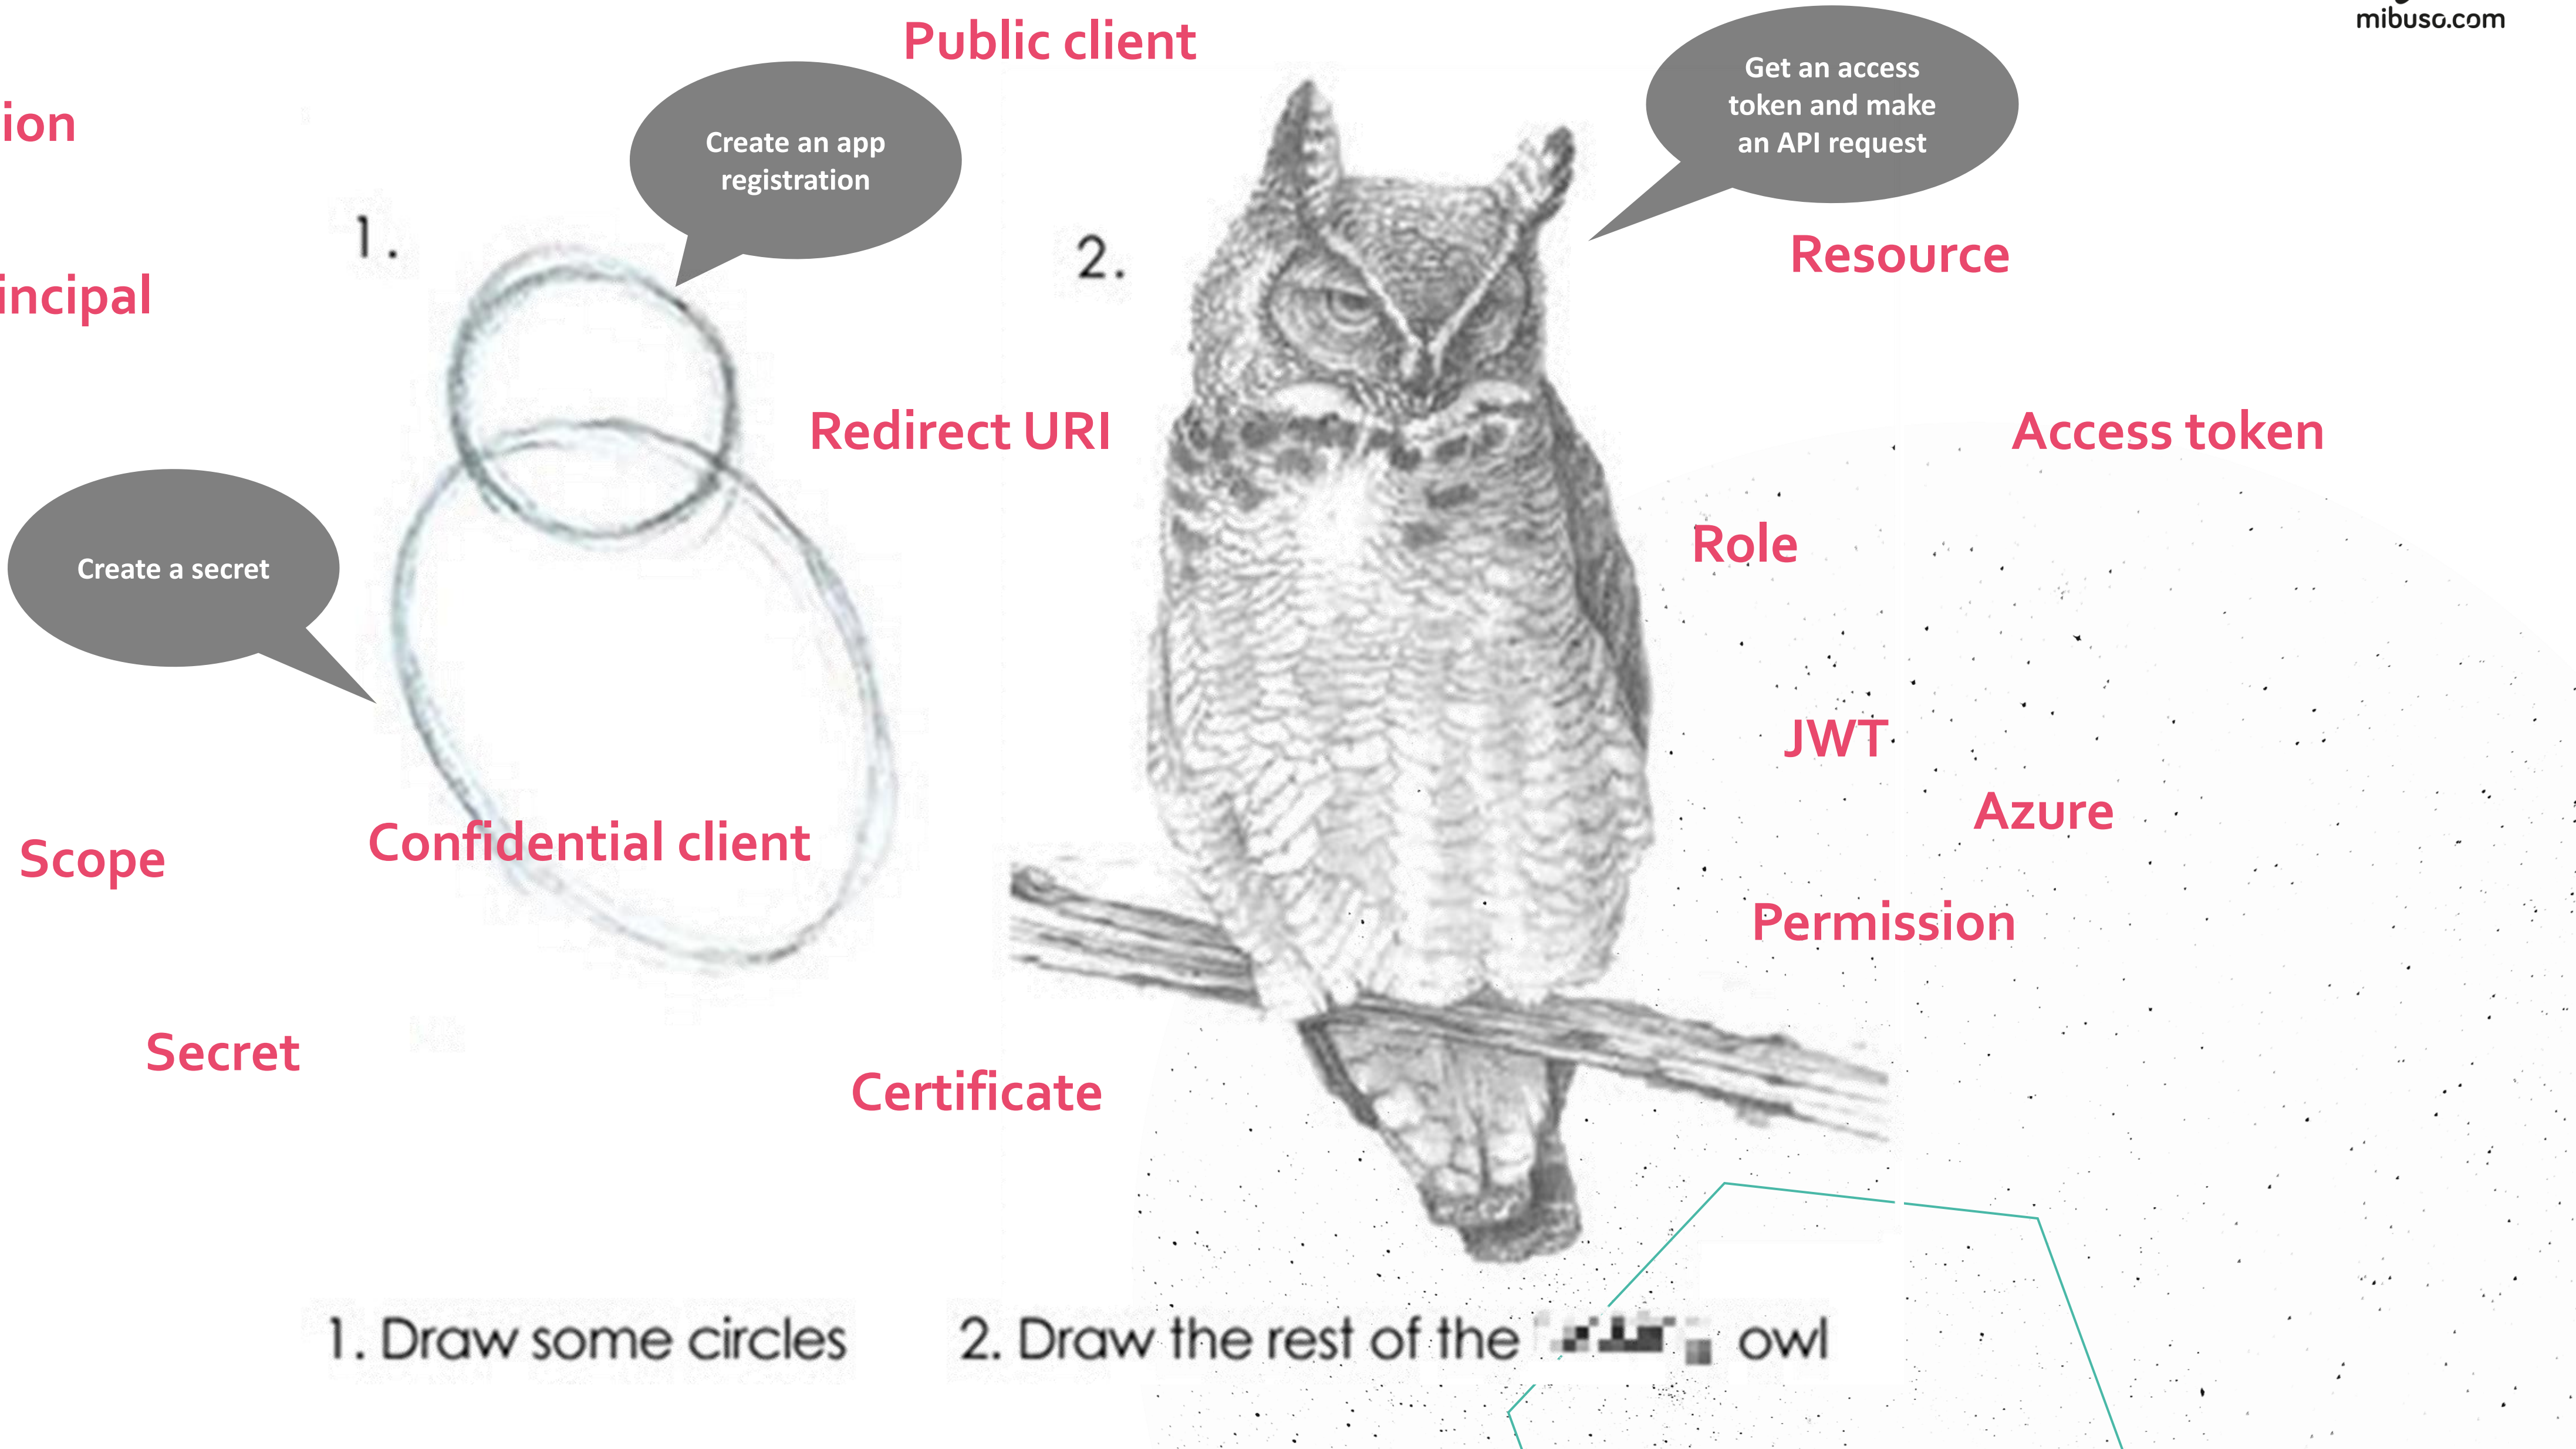 mibuso.com
Public client
Get an access
token and make
an API request
ion
Create an app
registration
1.
2.
Resource
incipal
Redirect URI
Access token
Role
Create a secret
JWT
Azure
Confidential client
Scope
Permission
Secret
Certificate
1. Draw some circles
2. Draw the rest of the owl